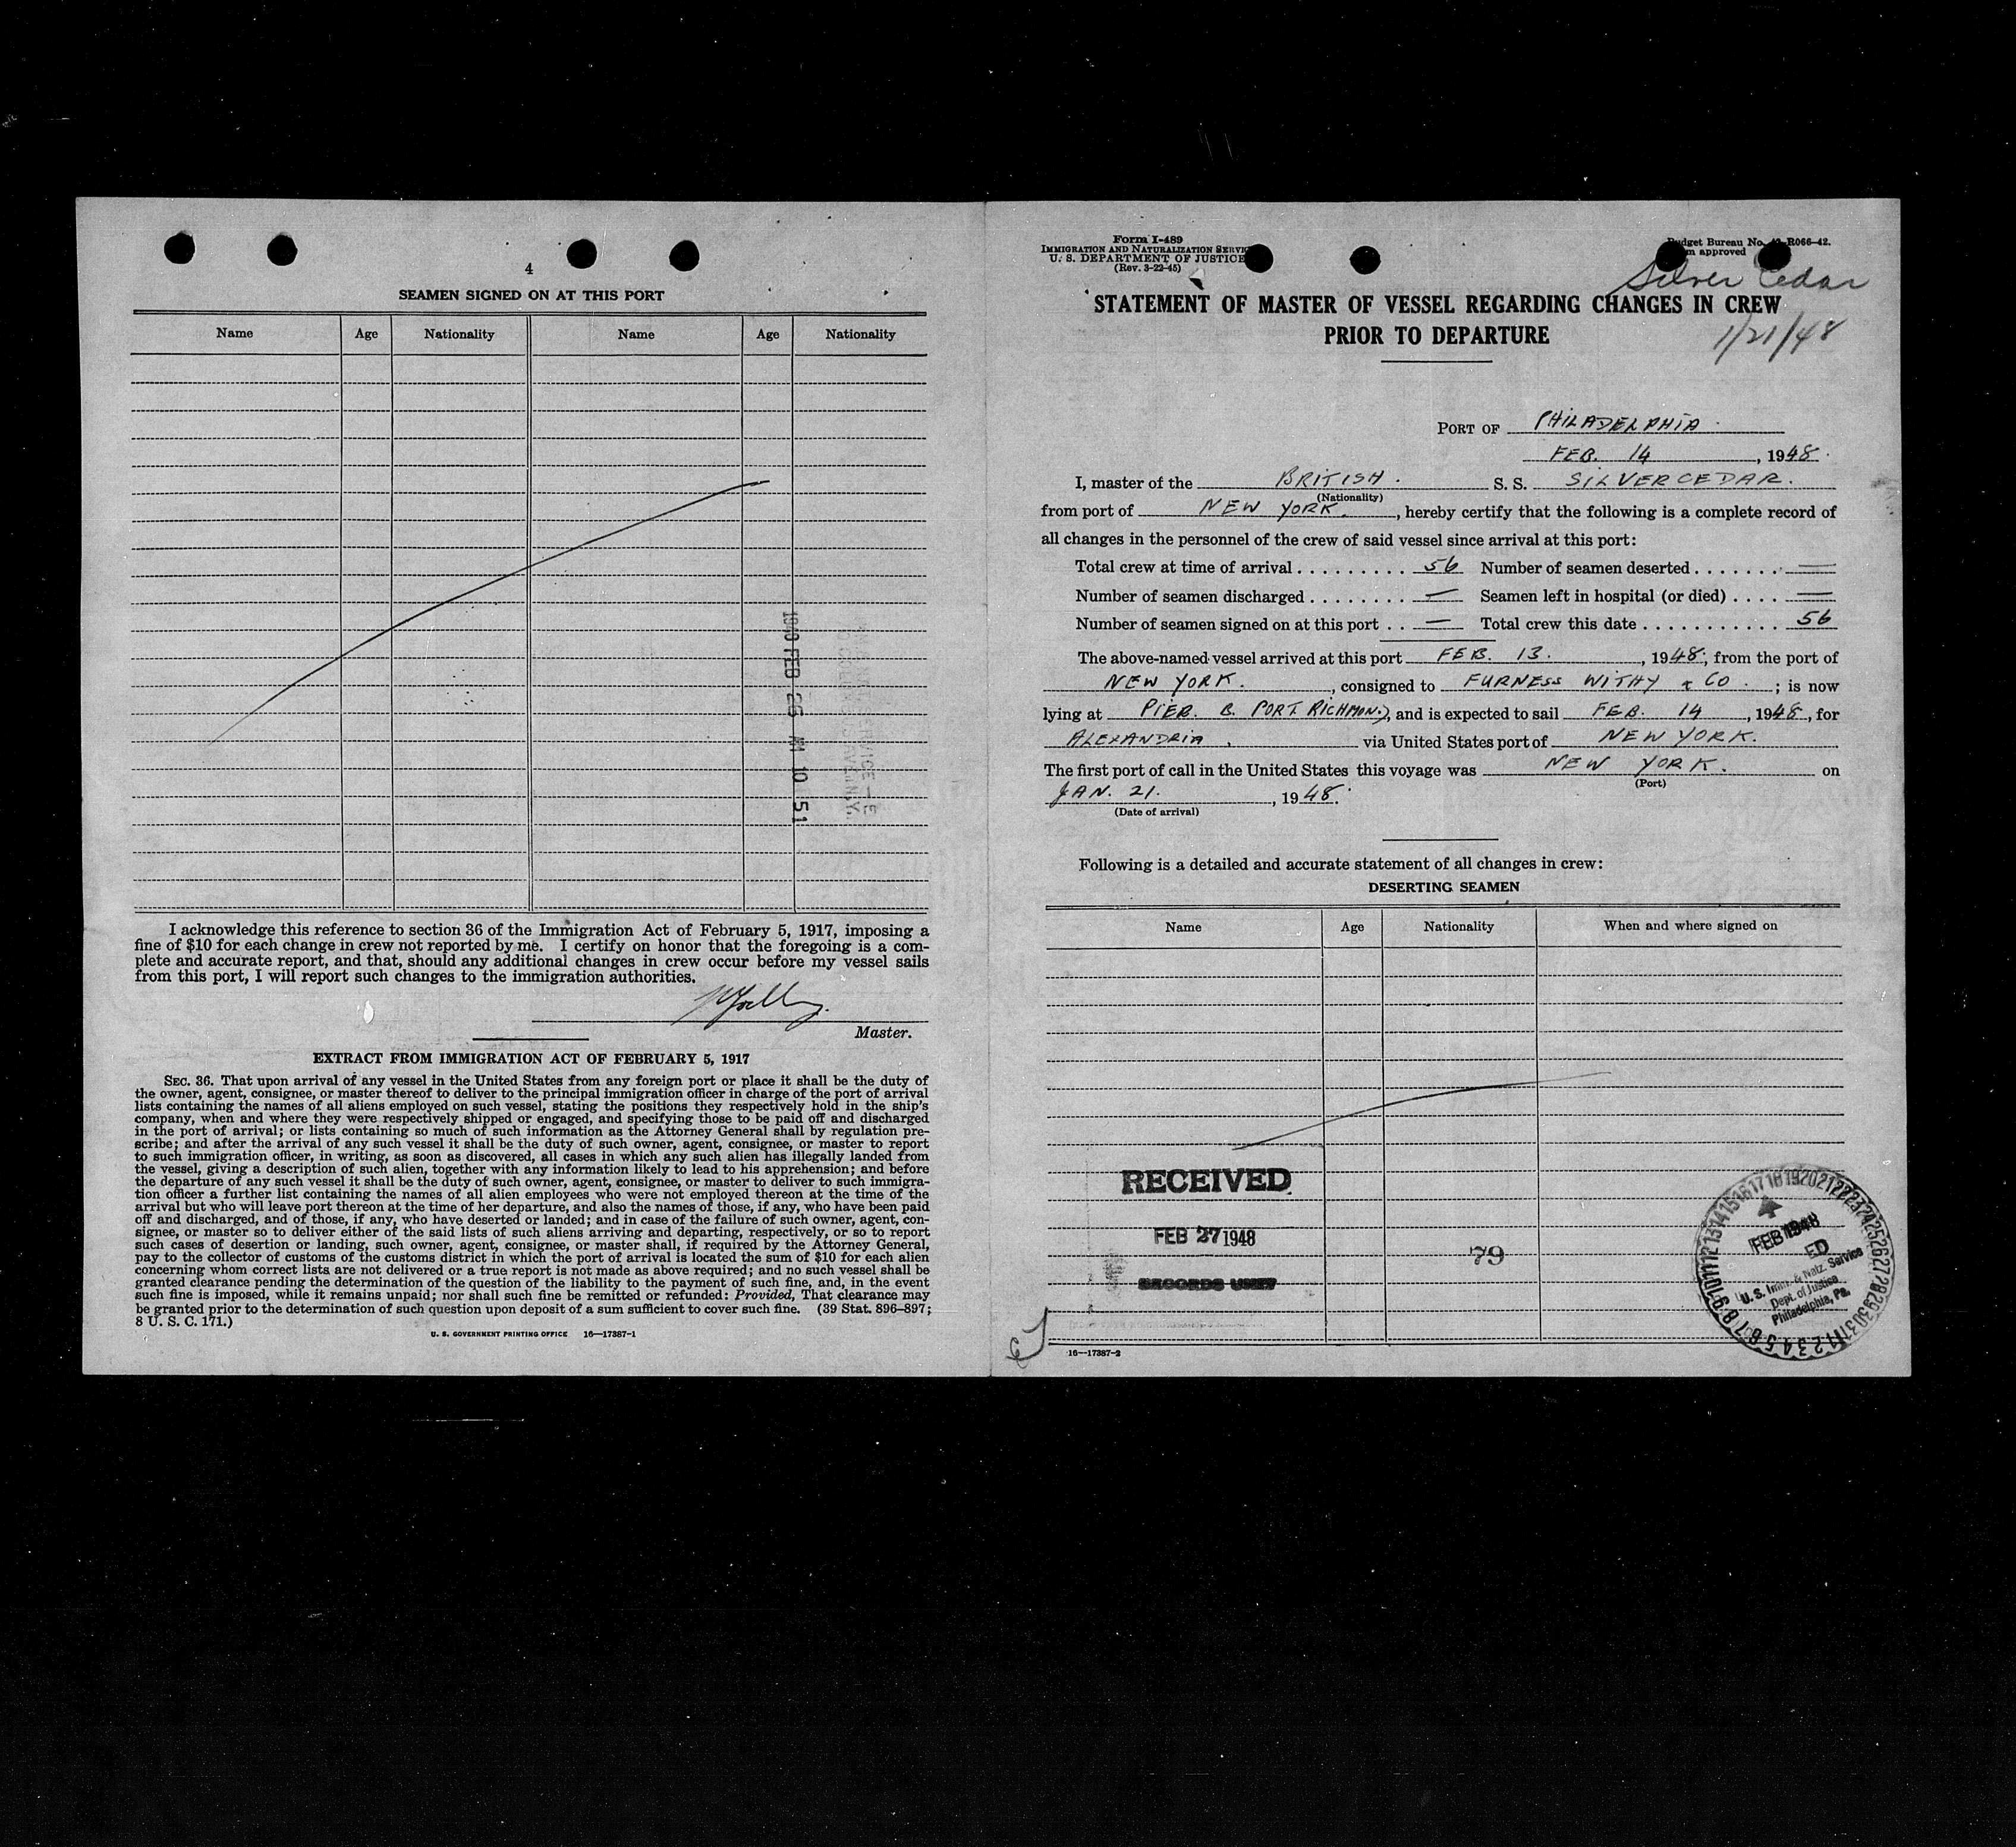 4
SEAMEN SIGNED ON AT THIS PORT
Name Age Nationality Name Age Nationality
FEB 26 AM 10 51
I acknowledge this reference to section 36 of the Immigration Act of February 5, 1917, imposing a
fine of $10 for each change in crew not reported by me. I certify on honor that the foregoing is a com-
plete and accurate report, and that, should any additional changes in crew occur before my vessel sails
from this port, I will report such changes to the immigration authorities.
Master.
EXTRACT FROM IMMIGRATION ACT OF FEBRUARY 5, 1917
SEC. 36. That upon arrival of any vessel in the United States from any foreign port or place it shall be the duty of
the owner, agent, consignee, or master thereof to deliver to the principal immigration officer in charge of the port of arrival
lists containing the names of all aliens employed on such vessel, stating the positions they respectively hold in the ship's
company, when and where they were respectively shipped or engaged, and specifying those to be paid off and discharged
in the port of arrival; or lists containing so much of such information as the Attorney General shall by regulation pre-
scribe; and after the arrival of any such vessel it shall be the duty of such owner, agent, consignee, or master to report
to such immigration officer, in writing, as soon as discovered, all cases in which any such alien has illegally landed from
the vessel, giving a description of such alien, together with any information likely to lead to his apprehension; and before
the departure of any such vessel it shall be the duty of such owner, agent, consignee, or master to deliver to such immigra-
tion officer a further list containing the names of all alien employees who were not employed thereon at the time of the
arrival but who will leave port thereon at the time of her departure, and also the names of those, if any, who have been paid
off and discharged, and of those, if any, who have deserted or landed; and in case of the failure of such owner, agent, con-
signee, or master so to deliver either of the said lists of such aliens arriving and departing, respectively, or so to report
such cases of desertion or landing, such owner, agent, consignee, or master shall, if required by the Attorney General,
pay to the collector of customs of the customs district in which the port of arrival is located the sum of $10 for each alien
concerning whom correct lists are not delivered or a true report is not made as above required; and no such vessel shall be
granted clearance pending the determination of the question of the liability to the payment of such fine, and, in the event
such fine is imposed, while it remains unpaid; nor shall such fine be remitted or refunded: Provided, That clearance may
be granted prior to the determination of such question upon deposit of a sum sufficient to cover such fine. (39 Stat. 896–897;
8 U. S. C. 171.)
U. S. GOVERNMENT PRINTING OFFICE 16—17387-1
Form I-489
IMMIGRATION AND NATURALIZATION SERVIC
U. S. DEPARTMENT OF JUSTICE
(Rev. 3-22-45)
Budget Bureau No. R066-42.
approved
Silver Cedar
1/21/48
STATEMENT OF MASTER OF VESSEL REGARDING CHANGES IN CREW
PRIOR TO DEPARTURE
PORT OF PHILADELPHIA.
FEB. 14, 1948.
I, master of the BRITISH. S. S. SILVERCEDAR.
(Nationality)
from port of NEW YORK., hereby certify that the following is a complete record of
all changes in the personnel of the crew of said vessel since arrival at this port:
Total crew at time of arrival ......... 56 Number of seamen deserted ....... —
Number of seamen discharged ........ — Seamen left in hospital (or died) .... —
Number of seamen signed on at this port .. — Total crew this date ........... 56
The above-named vessel arrived at this port FEB. 13., 1948, from the port of
NEW YORK., consigned to FURNESS WITHY & CO.; is now
lying at PIER. B. PORT RICHMON.), and is expected to sail FEB. 14, 1948, for
ALEXANDRIA, via United States port of NEW YORK.
The first port of call in the United States this voyage was NEW YORK. on
(Port)
JAN. 21., 1948.
(Date of arrival)
Following is a detailed and accurate statement of all changes in crew:
DESERTING SEAMEN
Name Age Nationality When and where signed on
RECEIVED
FEB 27 1948
RECORDS UNIT
79
FEB 1948
ED
U. S. Imm. & Natz. Service
Dept. of Justice
Philadelphia, Pa.
16—17387-2